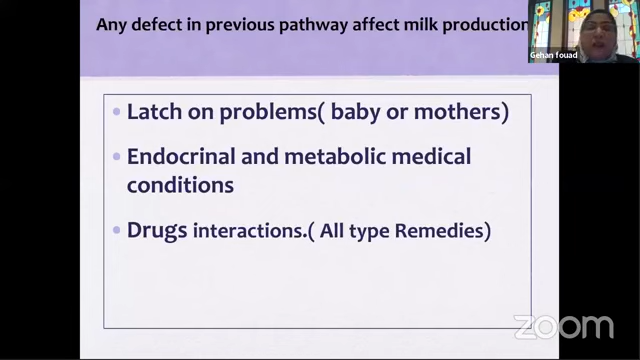 Any defect in previous pathway affect milk production
Gehan fouad
• Latch on problems( baby or mothers)
• Endocrinal and metabolic medical
conditions
• Drugs interactions.( All type Remedies)
zoom